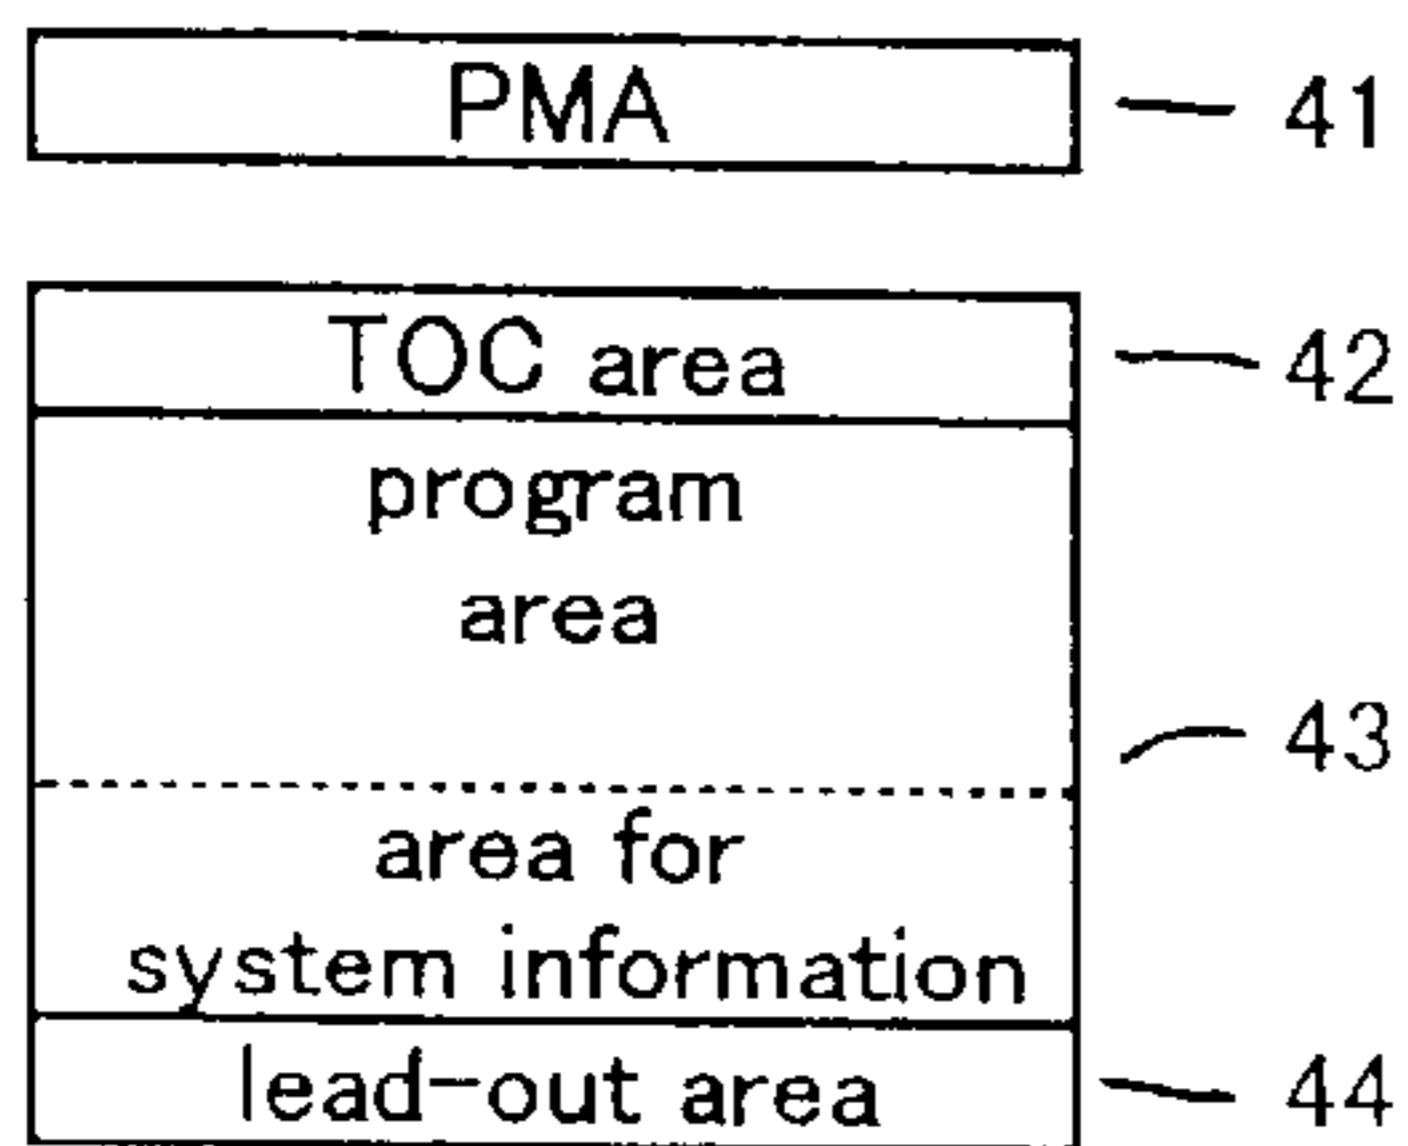 PMA 41
TOC area 42
program
area
43
area for
system information
lead-out area 44